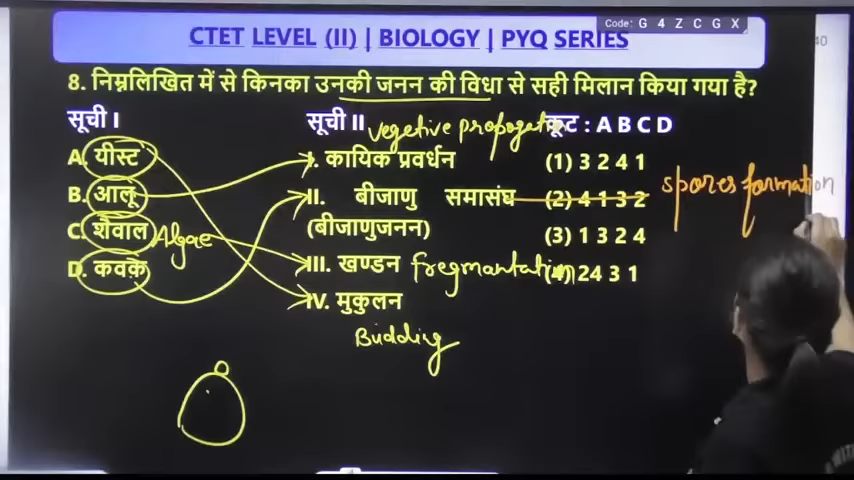 Code: G 4 Z C G X
CTET LEVEL (II) | BIOLOGY | PYQ SERIES
40
8. निम्नलिखित में से किनका उनकी जनन की विधा से सही मिलान किया गया है?
सूची I सूची II vegetive कूट : A B C D
A. यीस्ट I. कायिक प्रवर्धन (1) 3 2 4 1
B. आलू II. बीजाणु समासंघ (2) 4 1 3 2 spores formation
C. शैवाल Algae (बीजाणुजनन) (3) 1 3 2 4
D. कवक़े III. खण्डन fregmantation (4) 2 4 3 1
IV. मुकुलन
Budding